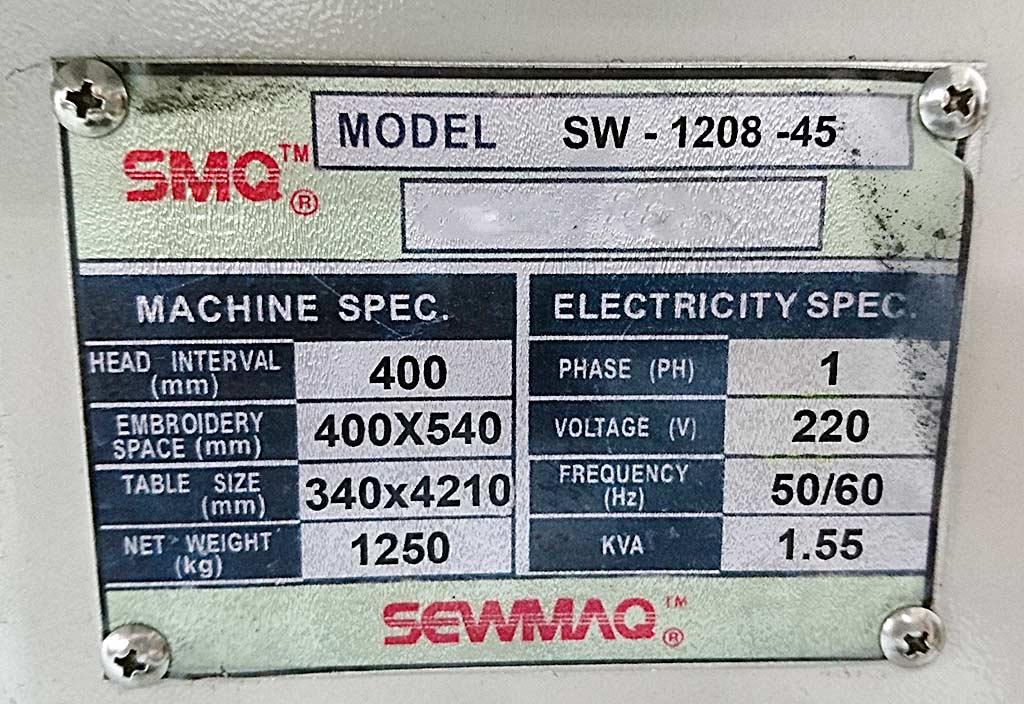 SMQ™®
MODEL SW - 1208 -45
MACHINE SPEC.
HEAD INTERVAL
(mm)
400
EMBROIDERY
SPACE (mm)
400X540
TABLE SIZE
(mm)
340x4210
NET WEIGHT
(kg)
1250
ELECTRICITY SPEC.
PHASE (PH)
1
VOLTAGE (V)
220
FREQUENCY
(Hz)
50/60
KVA
1.55
SEWMAQ™®